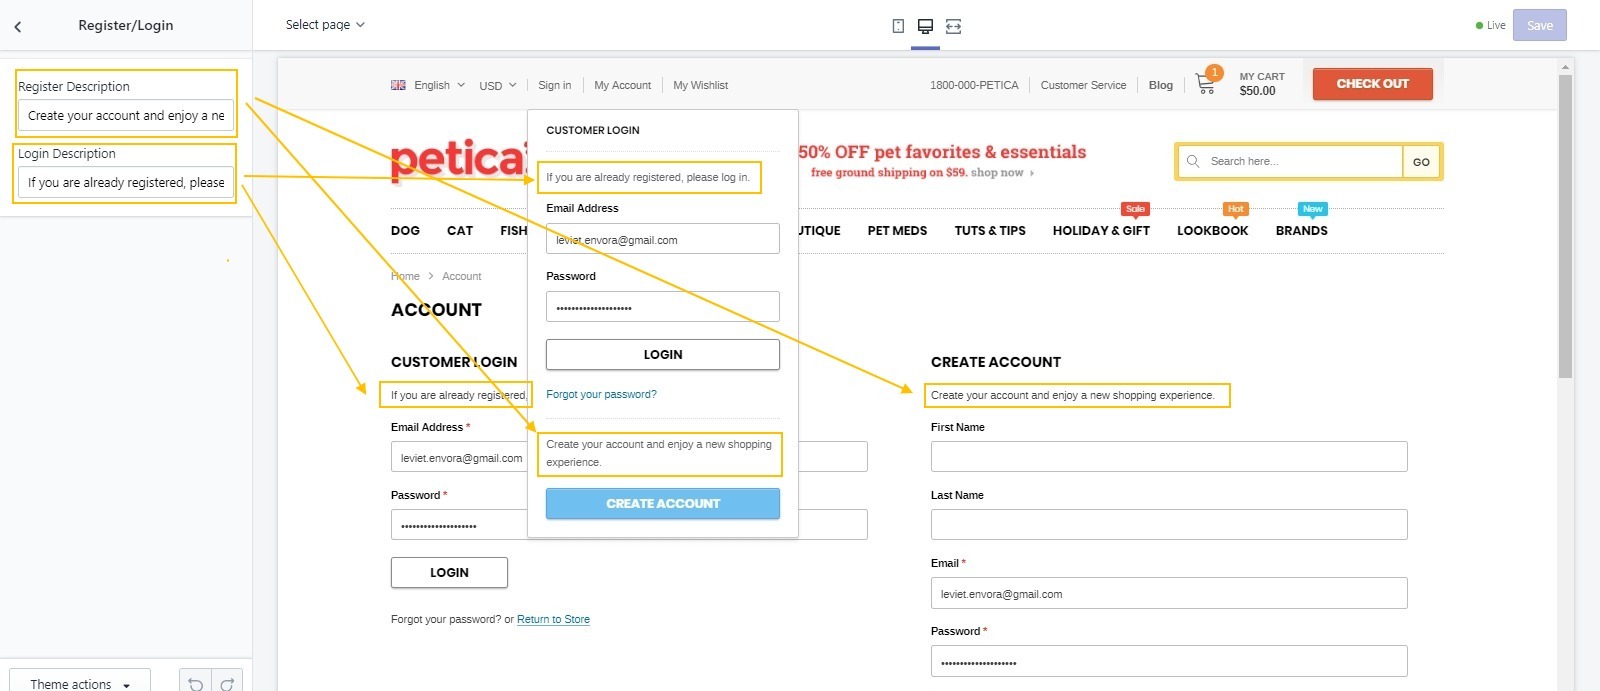 Register/Login
Select page
Live
Save
Register Description
Create your account and enjoy a ne
Login Description
If you are already registered, please
Theme actions
English USD Sign in My Account My Wishlist
1800-000-PETICA Customer Service Blog
1
MY CART
$50.00
CHECK OUT
petica
50% OFF pet favorites & essentials
free ground shipping on $59. shop now
Search here...
GO
Sale Hot New
DOG CAT FISH UTIQUE PET MEDS TUTS & TIPS HOLIDAY & GIFT LOOKBOOK BRANDS
CUSTOMER LOGIN
If you are already registered, please log in.
Email Address
leviet.envora@gmail.com
Password
••••••••••••••••••••
LOGIN
Forgot your password?
Create your account and enjoy a new shopping
experience.
CREATE ACCOUNT
Home > Account
ACCOUNT
CUSTOMER LOGIN
If you are already registered,
Email Address *
leviet.envora@gmail.com
Password *
••••••••••••••••••••
LOGIN
Forgot your password? or Return to Store
CREATE ACCOUNT
Create your account and enjoy a new shopping experience.
First Name
Last Name
Email *
leviet.envora@gmail.com
Password *
••••••••••••••••••••